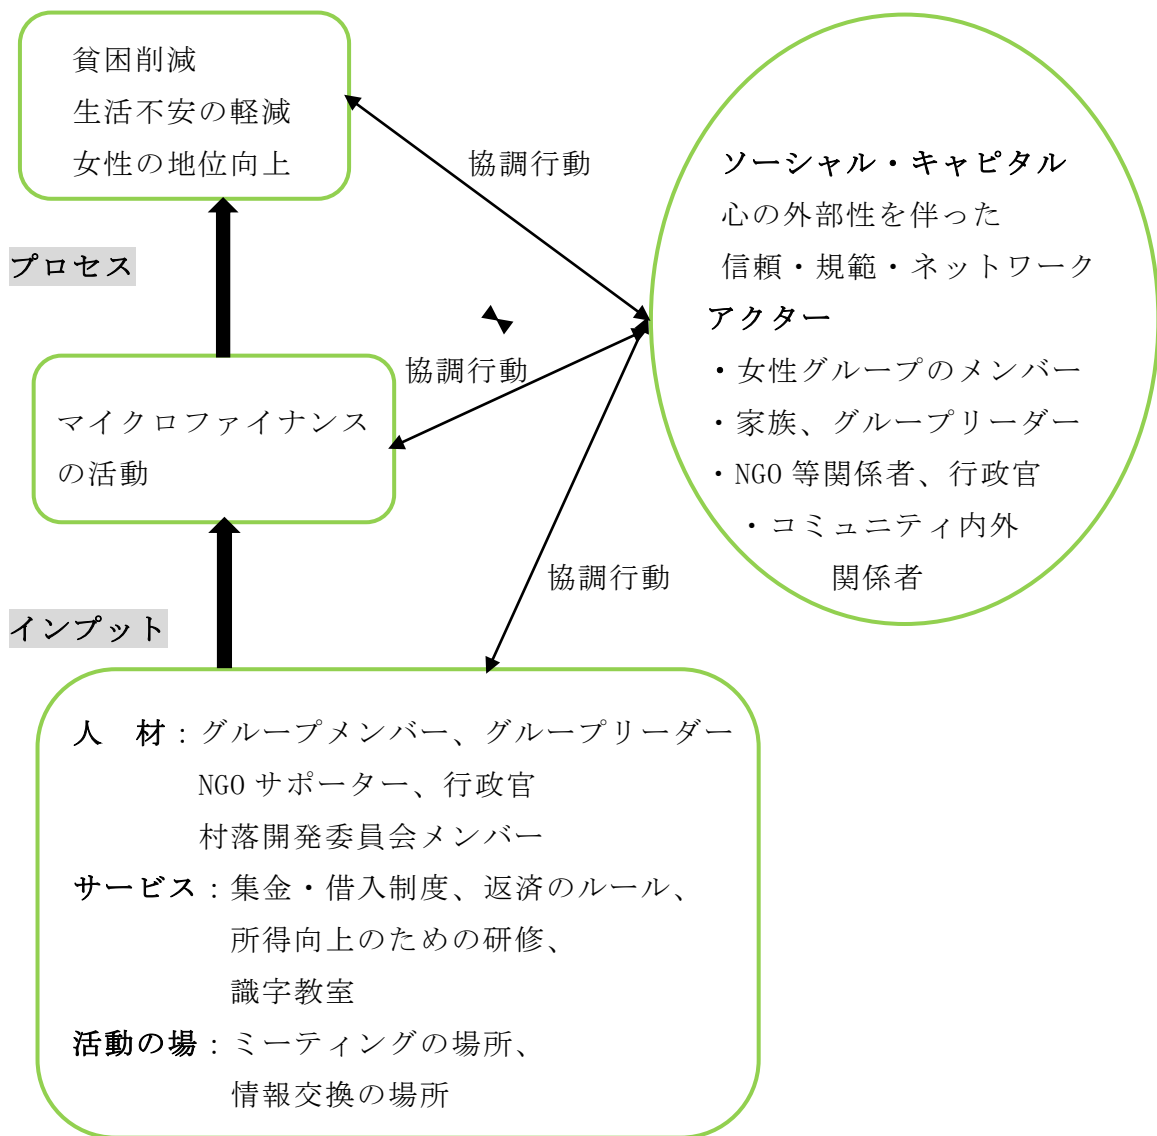 貧困削減
生活不安の軽減
女性の地位向上
協調行動
プロセス
ソーシャル・キャピタル
心の外部性を伴った
信頼・規範・ネットワーク
アクター
・女性グループのメンバー
・家族、グループリーダー
・NGO 等関係者、行政官
・コミュニティ内外
関係者
協調行動
マイクロファイナンス
の活動
協調行動
インプット
人　材：グループメンバー、グループリーダー
NGO サポーター、行政官
村落開発委員会メンバー
サービス：集金・借入制度、返済のルール、
所得向上のための研修、
識字教室
活動の場：ミーティングの場所、
情報交換の場所